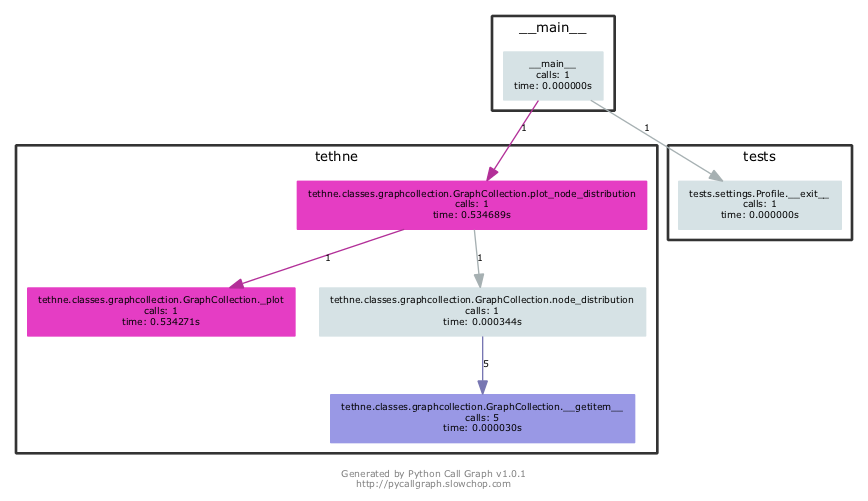 __main__
__main__
calls: 1
time: 0.000000s
1
1
tethne
tests
tethne.classes.graphcollection.GraphCollection.plot_node_distribution
calls: 1
time: 0.534689s
tests.settings.Profile.__exit__
calls: 1
time: 0.000000s
1
1
tethne.classes.graphcollection.GraphCollection._plot
calls: 1
time: 0.534271s
tethne.classes.graphcollection.GraphCollection.node_distribution
calls: 1
time: 0.000344s
5
tethne.classes.graphcollection.GraphCollection.__getitem__
calls: 5
time: 0.000030s
Generated by Python Call Graph v1.0.1
http://pycallgraph.slowchop.com